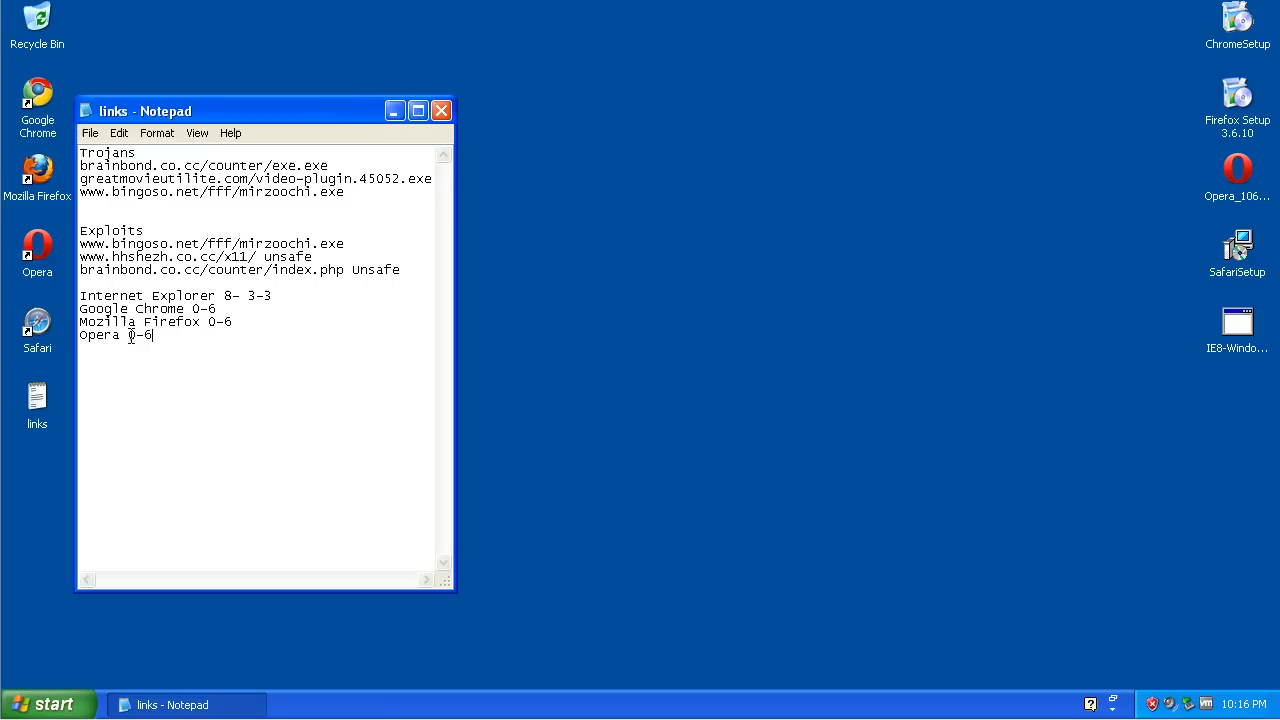 Recycle Bin
Google
Chrome
Mozilla Firefox
Opera
Safari
links
links - Notepad
File Edit Format View Help
Trojans
brainbond.co.cc/counter/exe.exe
greatmovieutilite.com/video-plugin.45052.exe
www.bingoso.net/fff/mirzoochi.exe
Exploits
www.bingoso.net/fff/mirzoochi.exe
www.hhshezh.co.cc/x11/ unsafe
brainbond.co.cc/counter/index.php Unsafe
Internet Explorer 8- 3-3
Google Chrome 0-6
Mozilla Firefox 0-6
Opera 0-6
ChromeSetup
Firefox Setup
3.6.10
Opera_106...
SafariSetup
IE8-Windo...
start
links - Notepad
vm
10:16 PM